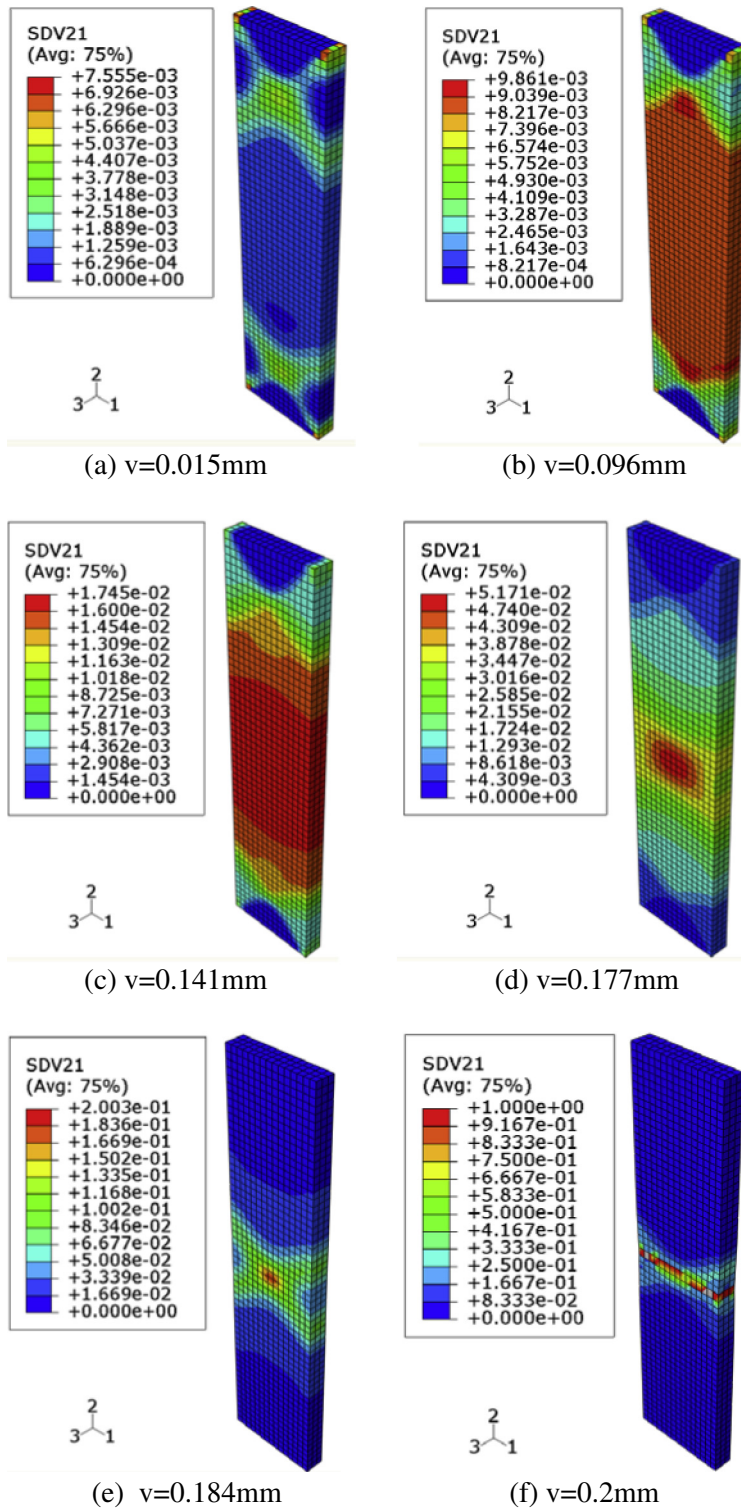 SDV21
(Avg: 75%)
+7.555e-03
+6.926e-03
+6.296e-03
+5.666e-03
+5.037e-03
+4.407e-03
+3.778e-03
+3.148e-03
+2.518e-03
+1.889e-03
+1.259e-03
+6.296e-04
+0.000e+00
2
3
1
(a) v=0.015mm
SDV21
(Avg: 75%)
+9.861e-03
+9.039e-03
+8.217e-03
+7.396e-03
+6.574e-03
+5.752e-03
+4.930e-03
+4.109e-03
+3.287e-03
+2.465e-03
+1.643e-03
+8.217e-04
+0.000e+00
2
3
1
(b) v=0.096mm
SDV21
(Avg: 75%)
+1.745e-02
+1.600e-02
+1.454e-02
+1.309e-02
+1.163e-02
+1.018e-02
+8.725e-03
+7.271e-03
+5.817e-03
+4.362e-03
+2.908e-03
+1.454e-03
+0.000e+00
2
3
1
(c) v=0.141mm
SDV21
(Avg: 75%)
+5.171e-02
+4.740e-02
+4.309e-02
+3.878e-02
+3.447e-02
+3.016e-02
+2.585e-02
+2.155e-02
+1.724e-02
+1.293e-02
+8.618e-03
+4.309e-03
+0.000e+00
2
3
1
(d) v=0.177mm
SDV21
(Avg: 75%)
+2.003e-01
+1.836e-01
+1.669e-01
+1.502e-01
+1.335e-01
+1.168e-01
+1.002e-01
+8.346e-02
+6.677e-02
+5.008e-02
+3.339e-02
+1.669e-02
+0.000e+00
2
3
1
(e) v=0.184mm
SDV21
(Avg: 75%)
+1.000e+00
+9.167e-01
+8.333e-01
+7.500e-01
+6.667e-01
+5.833e-01
+5.000e-01
+4.167e-01
+3.333e-01
+2.500e-01
+1.667e-01
+8.333e-02
+0.000e+00
2
3
1
(f) v=0.2mm